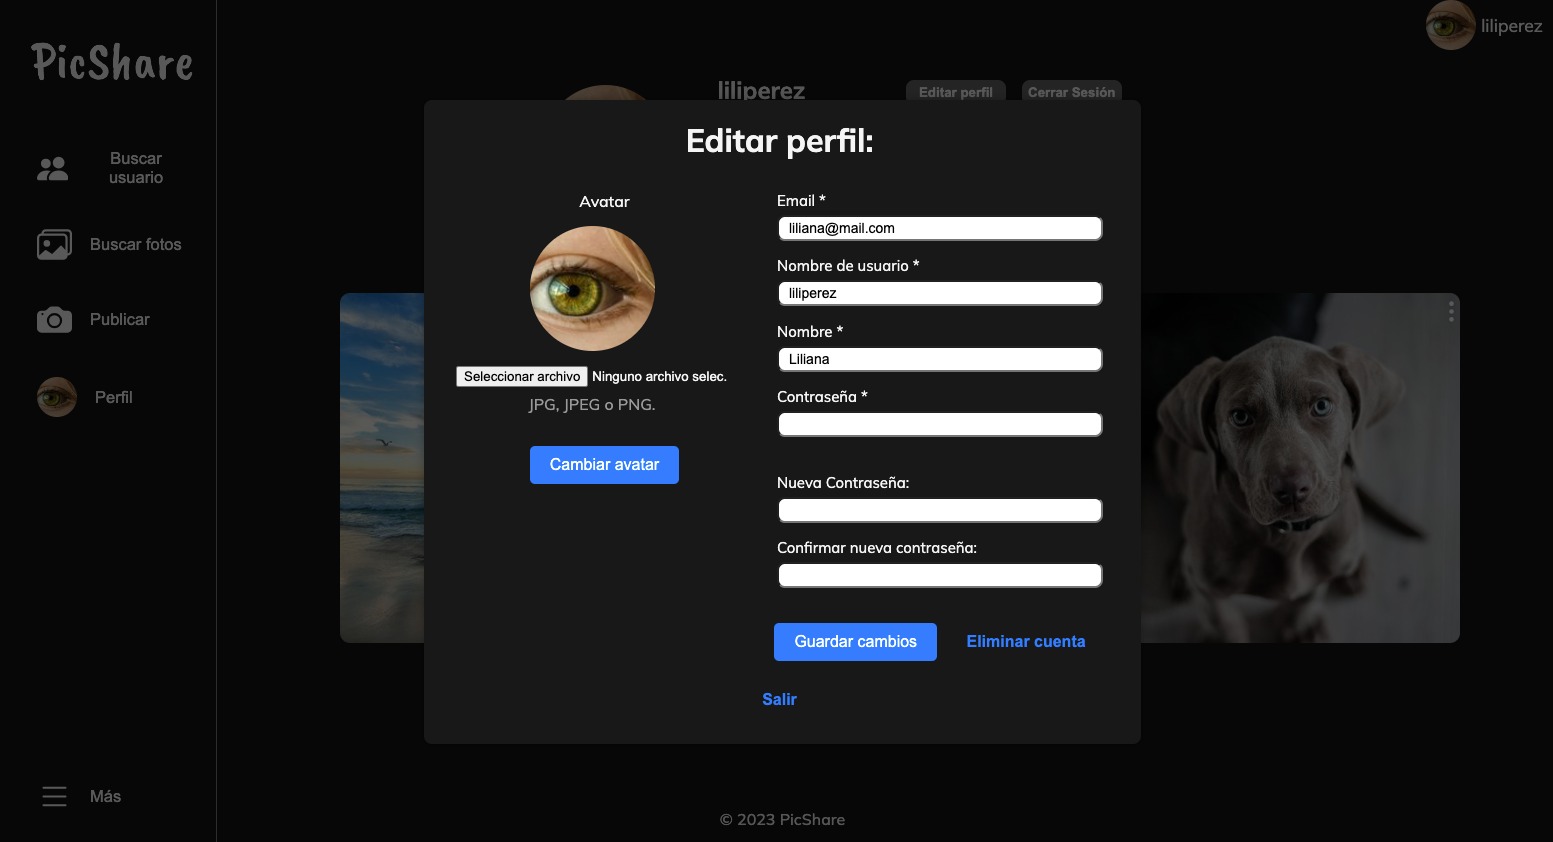 PicShare
liliperez
Buscar
usuario
Buscar fotos
Publicar
Perfil
Más
liliperez
Editar perfil
Cerrar Sesión
Editar perfil:
Avatar
Seleccionar archivo Ninguno archivo selec.
JPG, JPEG o PNG.
Cambiar avatar
Email *
liliana@mail.com
Nombre de usuario *
liliperez
Nombre *
Liliana
Contraseña *
Nueva Contraseña:
Confirmar nueva contraseña:
Guardar cambios
Eliminar cuenta
Salir
© 2023 PicShare